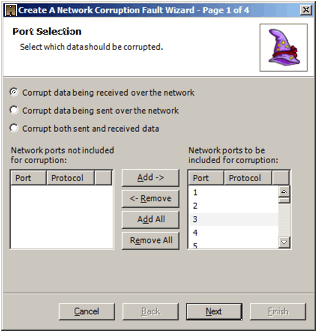 Create A Network Corruption Fault Wizard - Page 1 of 4
Port Selection
Select which data should be corrupted.
Corrupt data being received over the network
Corrupt data being sent over the network
Corrupt both sent and received data
Network ports not included
for corruption:
Port Protocol
Add ->
<- Remove
Add All
Remove All
Network ports to be
included for corruption:
Port Protocol
1
2
3
4
5
Cancel
Back
Next
Finish